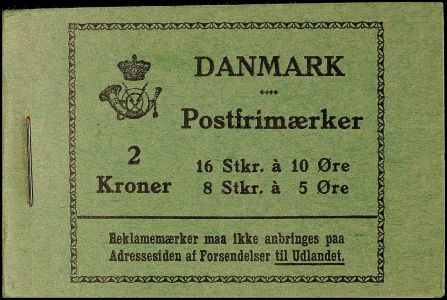 DANMARK
Postfrimærker
2
Kroner
16 Stkr. à 10 Øre
8 Stkr. à 5 Øre
Reklamemærker maa ikke anbringes paa
Adressesiden af Forsendelser til Udlandet.